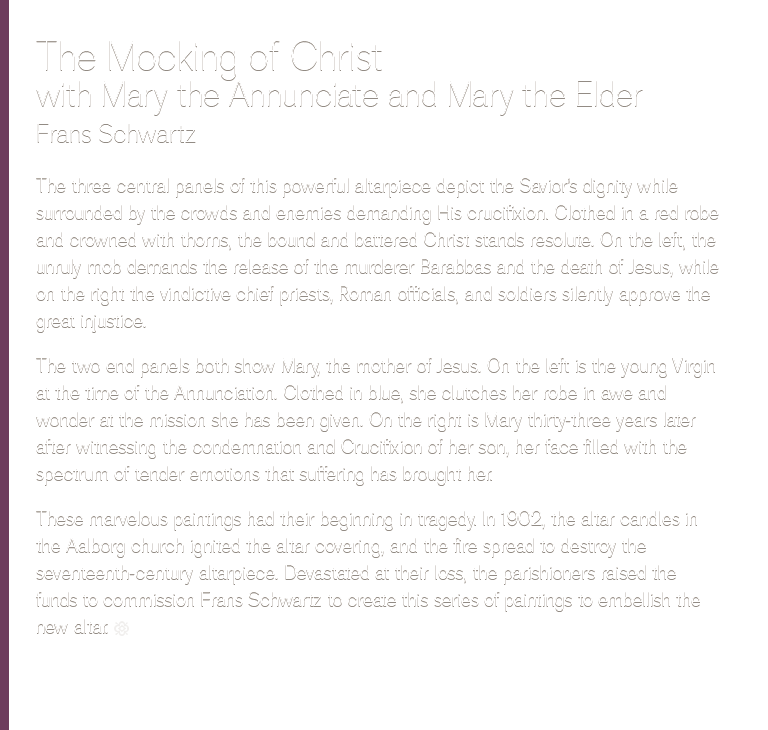 The Mocking of Christ
with Mary the Annunciate and Mary the Elder
Frans Schwartz
The three central panels of this powerful altarpiece depict the Savior's dignity while
surrounded by the crowds and enemies demanding His crucifixion. Clothed in a red robe
and crowned with thorns, the bound and battered Christ stands resolute. On the left, the
unruly mob demands the release of the murderer Barabbas and the death of Jesus, while
on the right the vindictive chief priests, Roman officials, and soldiers silently approve the
great injustice.
The two end panels both show Mary, the mother of Jesus. On the left is the young Virgin
at the time of the Annunciation. Clothed in blue, she clutches her robe in awe and
wonder at the mission she has been given. On the right is Mary thirty-three years later
after witnessing the condemnation and Crucifixion of her son, her face filled with the
spectrum of tender emotions that suffering has brought her.
These marvelous paintings had their beginning in tragedy. In 1902, the altar candles in
the Aalborg church ignited the altar covering, and the fire spread to destroy the
seventeenth-century altarpiece. Devastated at their loss, the parishioners raised the
funds to commission Frans Schwartz to create this series of paintings to embellish the
new altar.